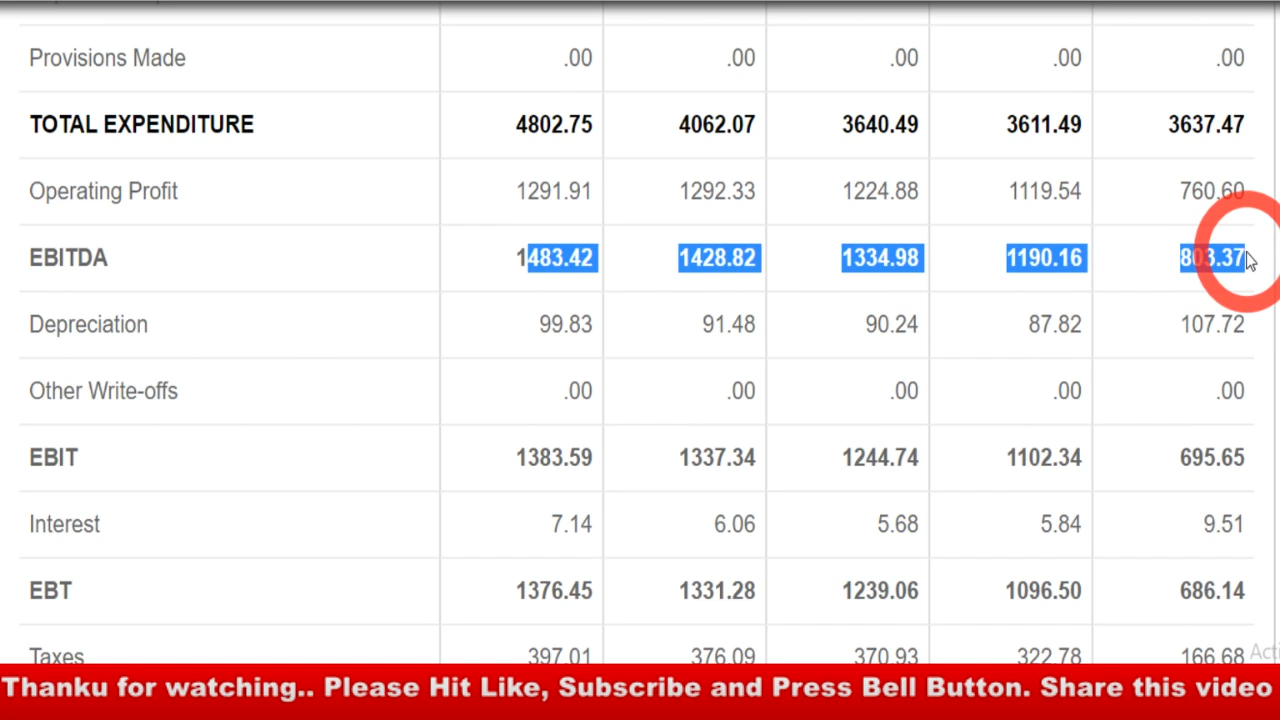 Provisions Made .00 .00 .00 .00 .00
TOTAL EXPENDITURE 4802.75 4062.07 3640.49 3611.49 3637.47
Operating Profit 1291.91 1292.33 1224.88 1119.54 760.60
EBITDA 1483.42 1428.82 1334.98 1190.16 803.37
Depreciation 99.83 91.48 90.24 87.82 107.72
Other Write-offs .00 .00 .00 .00 .00
EBIT 1383.59 1337.34 1244.74 1102.34 695.65
Interest 7.14 6.06 5.68 5.84 9.51
EBT 1376.45 1331.28 1239.06 1096.50 686.14
Taxes 397.01 376.09 370.93 322.78 166.68
Thanku for watching.. Please Hit Like, Subscribe and Press Bell Button. Share this video